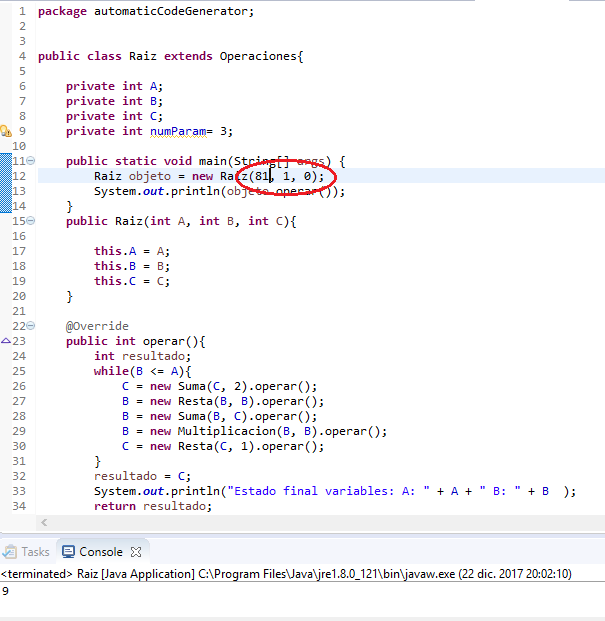 1 package automaticCodeGenerator;
2
3
4 public class Raiz extends Operaciones{
5
6 private int A;
7 private int B;
8 private int C;
9 private int numParam= 3;
10
11 public static void main(String[] args) {
12 Raiz objeto = new Raiz(81, 1, 0);
13 System.out.println(objeto.operar());
14 }
15 public Raiz(int A, int B, int C){
16
17 this.A = A;
18 this.B = B;
19 this.C = C;
20 }
21
22 @Override
23 public int operar(){
24 int resultado;
25 while(B <= A){
26 C = new Suma(C, 2).operar();
27 B = new Resta(B, B).operar();
28 B = new Suma(B, C).operar();
29 B = new Multiplicacion(B, B).operar();
30 C = new Resta(C, 1).operar();
31 }
32 resultado = C;
33 System.out.println("Estado final variables: A: " + A + " B: " + B  );
34 return resultado;
Tasks Console
<terminated> Raiz [Java Application] C:\Program Files\Java\jre1.8.0_121\bin\javaw.exe (22 dic. 2017 20:02:10)
9